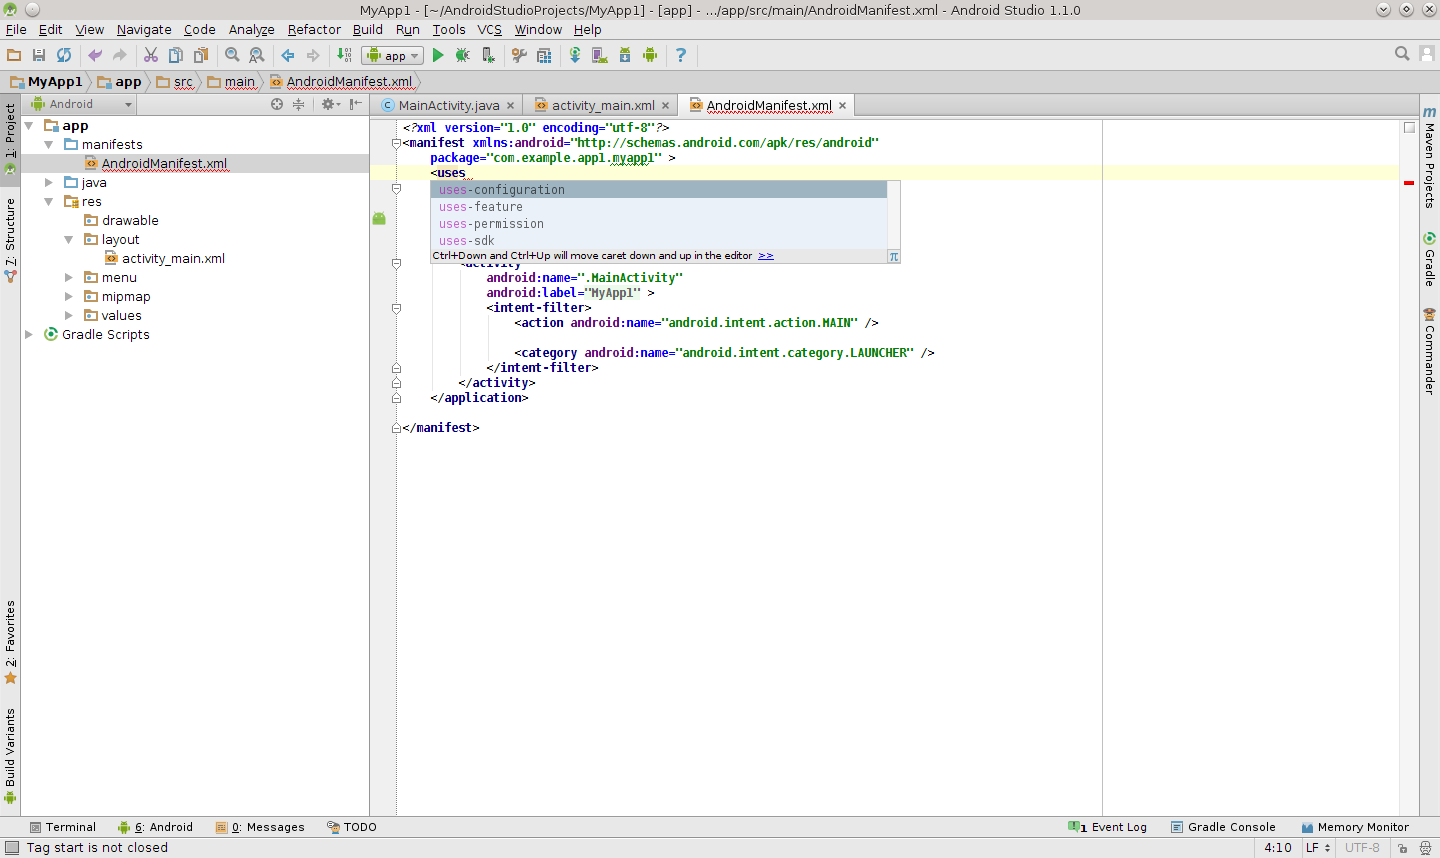 MyApp1 - [~/AndroidStudioProjects/MyApp1] - [app] - .../app/src/main/AndroidManifest.xml - Android Studio 1.1.0
File Edit View Navigate Code Analyze Refactor Build Run Tools VCS Window Help
app
MyApp1 app src main AndroidManifest.xml
1: Project
7: Structure
2: Favorites
Build Variants
Android
app
manifests
AndroidManifest.xml
java
res
drawable
layout
activity_main.xml
menu
mipmap
values
Gradle Scripts
MainActivity.java activity_main.xml AndroidManifest.xml
<?xml version="1.0" encoding="utf-8"?>
<manifest xmlns:android="http://schemas.android.com/apk/res/android"
package="com.example.app1.myapp1" >
<uses
uses-configuration
uses-feature
uses-permission
uses-sdk
Ctrl+Down and Ctrl+Up will move caret down and up in the editor >>
π
<activity
android:name=".MainActivity"
android:label="MyApp1" >
<intent-filter>
<action android:name="android.intent.action.MAIN" />
<category android:name="android.intent.category.LAUNCHER" />
</intent-filter>
</activity>
</application>
</manifest>
m Maven Projects
Gradle
Commander
Terminal 6: Android 0: Messages TODO 1 Event Log Gradle Console Memory Monitor
Tag start is not closed 4:10 LF UTF-8